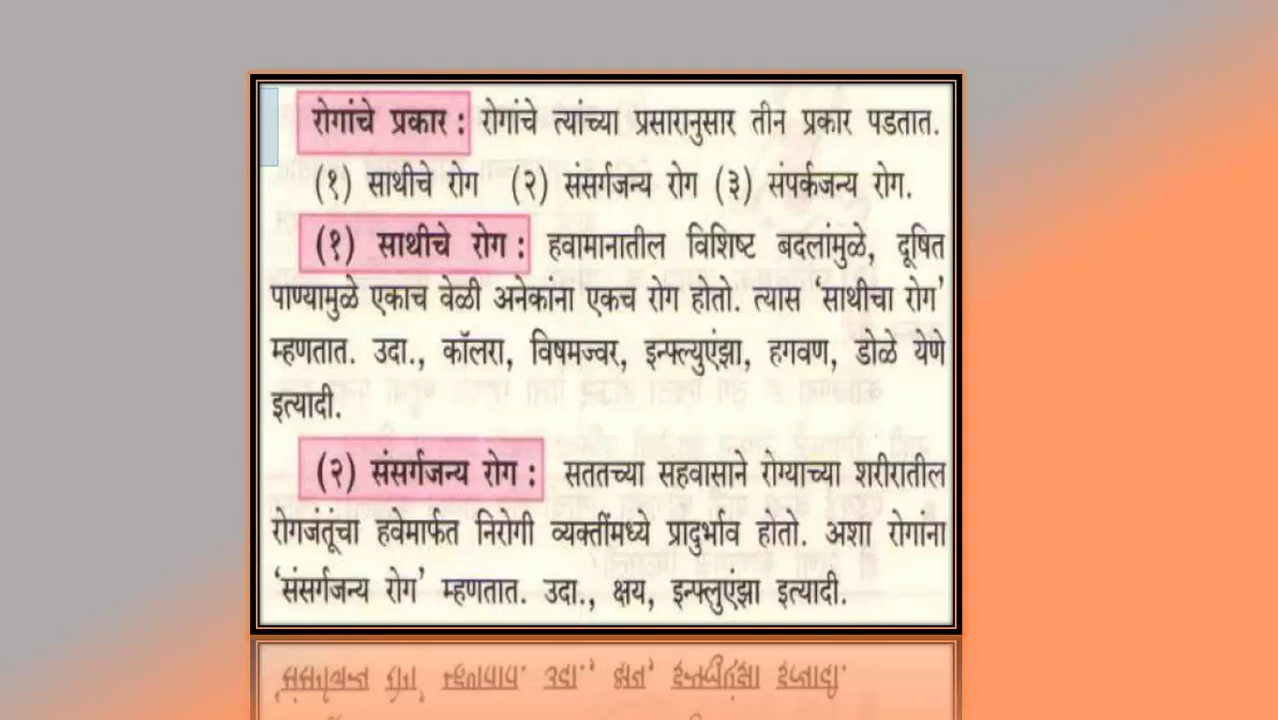 रोगांचे प्रकार : रोगांचे त्यांच्या प्रसारानुसार तीन प्रकार पडतात.
(१) साथीचे रोग (२) संसर्गजन्य रोग (३) संपर्कजन्य रोग.
(१) साथीचे रोग : हवामानातील विशिष्ट बदलांमुळे, दूषित
पाण्यामुळे एकाच वेळी अनेकांना एकच रोग होतो. त्यास ‘साथीचा रोग’
म्हणतात. उदा., कॉलरा, विषमज्वर, इन्फ्ल्युएंझा, हगवण, डोळे येणे
इत्यादी.
(२) संसर्गजन्य रोग : सततच्या सहवासाने रोग्याच्या शरीरातील
रोगजंतूंचा हवेमार्फत निरोगी व्यक्तींमध्ये प्रादुर्भाव होतो. अशा रोगांना
‘संसर्गजन्य रोग’ म्हणतात. उदा., क्षय, इन्फ्लुएंझा इत्यादी.